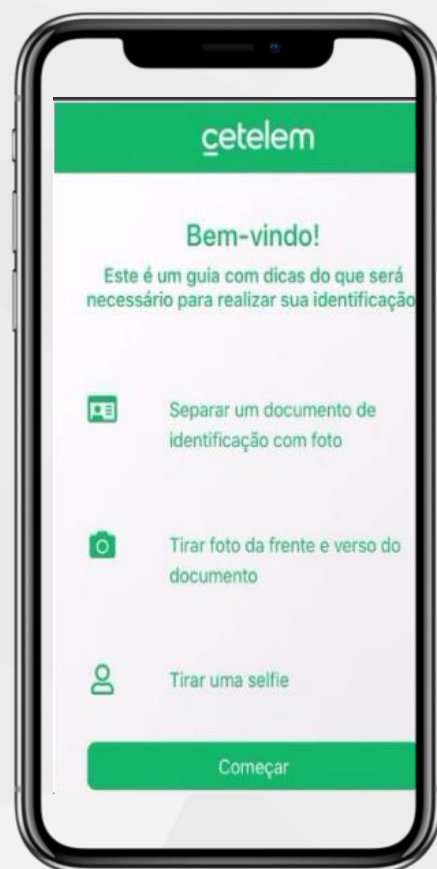 cetelem
Bem-vindo!
Este é um guia com dicas do que será
necessário para realizar sua identificação
Separar um documento de
identificação com foto
Tirar foto da frente e verso do
documento
Tirar uma selfie
Começar